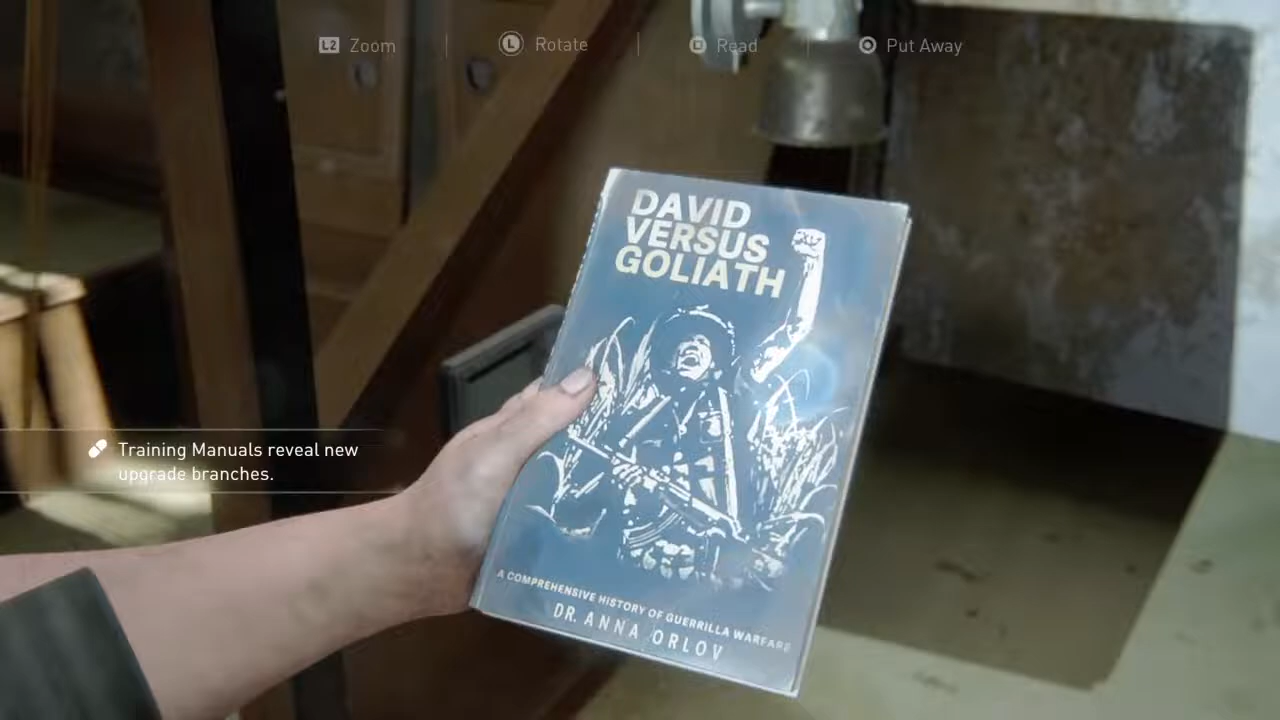 L2 Zoom
L Rotate
Read
Put Away
DAVID
VERSUS
GOLIATH
Training Manuals reveal new
upgrade branches.
A COMPREHENSIVE HISTORY OF GUERRILLA WARFARE
DR. ANNA ORLOV